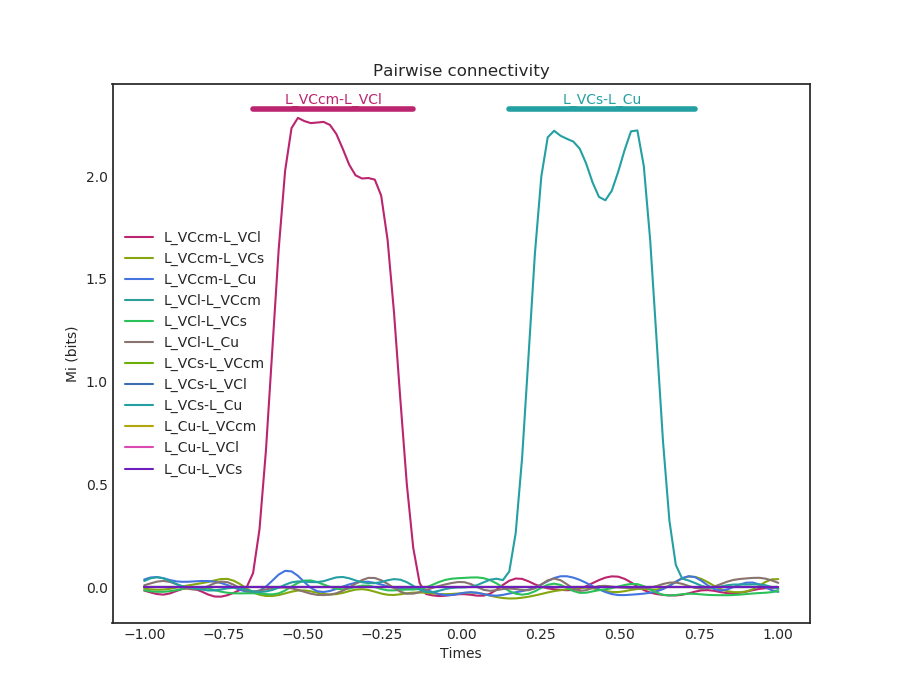 Pairwise connectivity
L_VCcm-L_VCl
L_VCs-L_Cu
2.0
1.5
1.0
0.5
0.0
Mi (bits)
L_VCcm-L_VCl
L_VCcm-L_VCs
L_VCcm-L_Cu
L_VCl-L_VCcm
L_VCl-L_VCs
L_VCl-L_Cu
L_VCs-L_VCcm
L_VCs-L_VCl
L_VCs-L_Cu
L_Cu-L_VCcm
L_Cu-L_VCl
L_Cu-L_VCs
−1.00 −0.75 −0.50 −0.25 0.00 0.25 0.50 0.75 1.00
Times